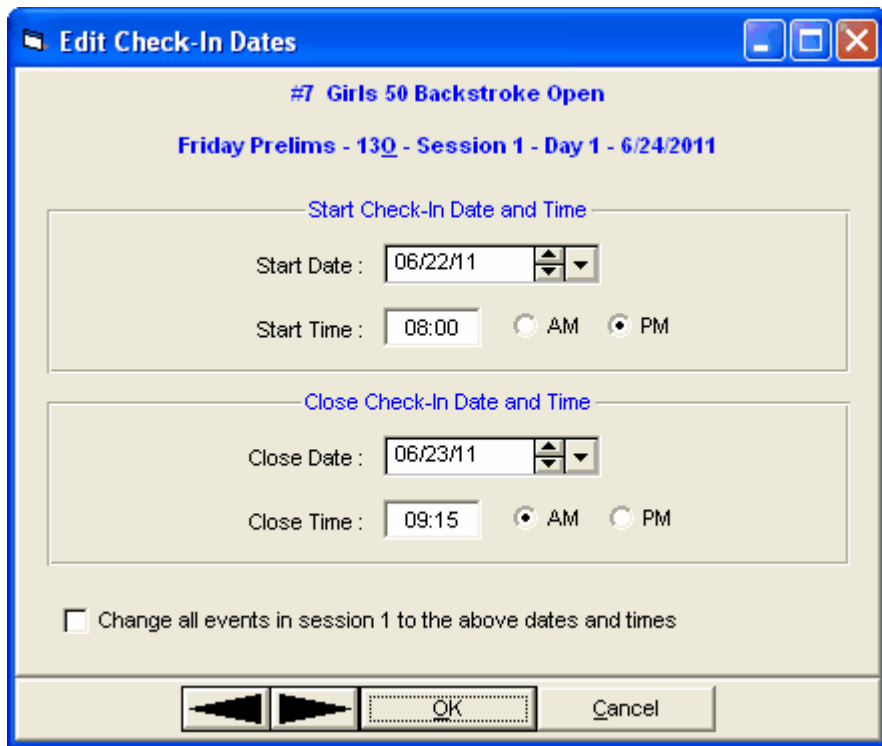 Edit Check-In Dates
#7 Girls 50 Backstroke Open
Friday Prelims - 13O - Session 1 - Day 1 - 6/24/2011
Start Check-In Date and Time
Start Date : 06/22/11
Start Time : 08:00 AM PM
Close Check-In Date and Time
Close Date : 06/23/11
Close Time : 09:15 AM PM
Change all events in session 1 to the above dates and times
OK Cancel